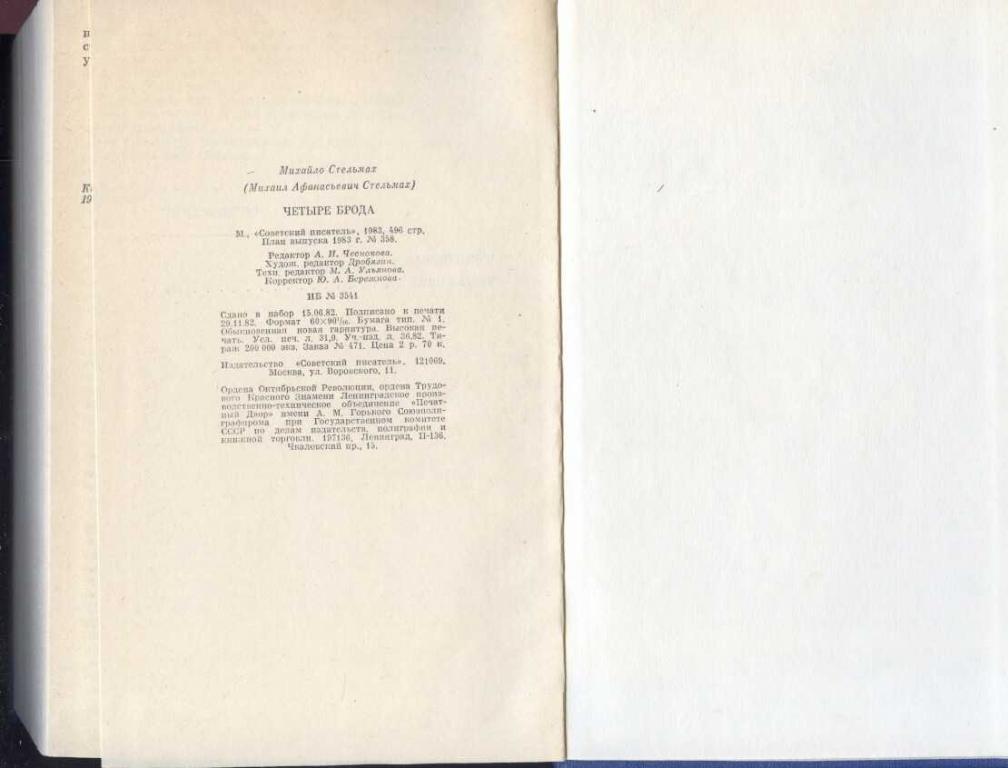 п
с
у
К
19
Михайло Стельмах
(Михаил Афанасьевич Стельмах)
ЧЕТЫРЕ БРОДА
М., «Советский писатель», 1983, 496 стр.
План выпуска 1983 г. № 358.
Редактор А. И. Чеснокова.
Худож. редактор Дробязин.
Техн. редактор М. А. Ульянова.
Корректор Ю. А. Бережнова.
ИБ № 3541
Сдано в набор 15.06.82. Подписано к печати
29.11.82. Формат 60×90¹/₁₆. Бумага тип. № 1.
Обыкновенная новая гарнитура. Высокая пе-
чать. Усл. печ. л. 31,0. Уч.-изд. л. 36,82. Ти-
раж 200 000 экз. Заказ № 471. Цена 2 р. 70 к.
Издательство «Советский писатель», 121069,
Москва, ул. Воровского, 11.
Ордена Октябрьской Революции, ордена Трудо-
вого Красного Знамени Ленинградское произ-
водственно-техническое объединение «Печат-
ный Двор» имени А. М. Горького Союзполи-
графпрома при Государственном комитете
СССР по делам издательств, полиграфии и
книжной торговли. 197136, Ленинград, П-136,
Чкаловский пр., 15.